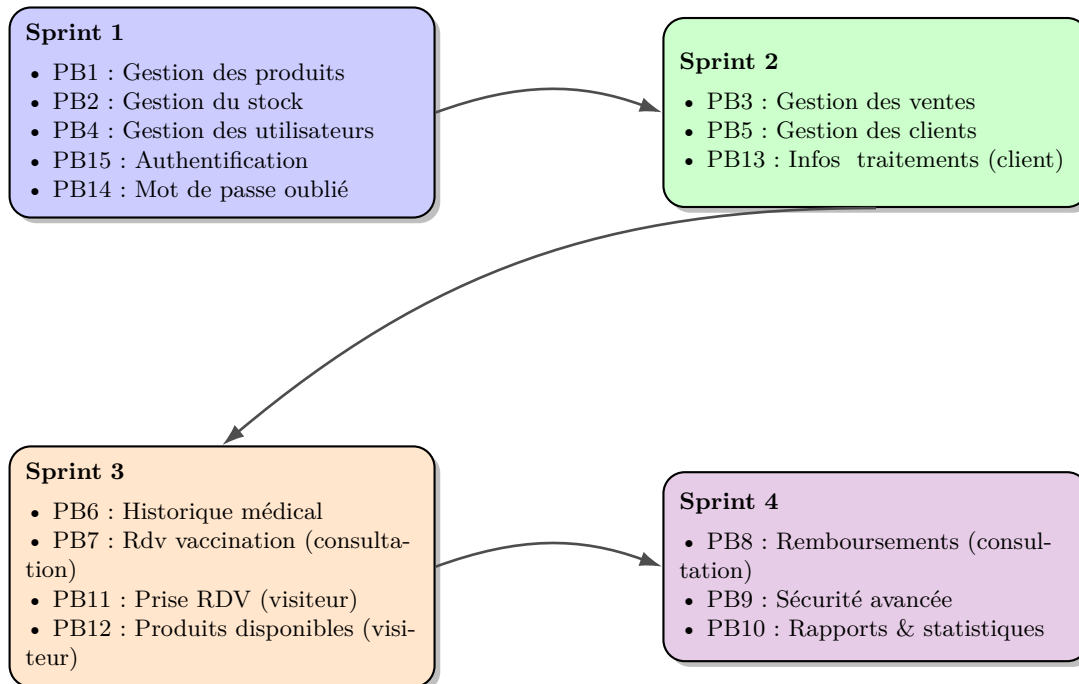 Sprint 1
• PB1 : Gestion des produits
• PB2 : Gestion du stock
• PB4 : Gestion des utilisateurs
• PB15 : Authentification
• PB14 : Mot de passe oublié
Sprint 2
• PB3 : Gestion des ventes
• PB5 : Gestion des clients
• PB13 : Infos traitements (client)
Sprint 3
• PB6 : Historique médical
• PB7 : Rdv vaccination (consulta-
tion)
• PB11 : Prise RDV (visiteur)
• PB12 : Produits disponibles (visi-
teur)
Sprint 4
• PB8 : Remboursements (consul-
tation)
• PB9 : Sécurité avancée
• PB10 : Rapports & statistiques